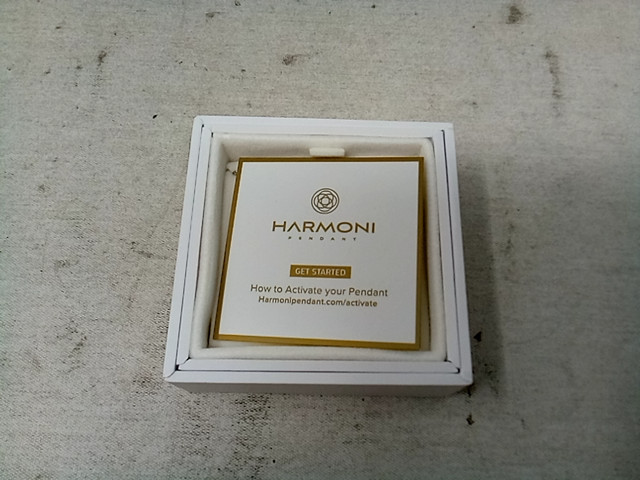 HARMONI
PENDANT
GET STARTED
How to Activate your Pendant
Harmonipendant.com/activate